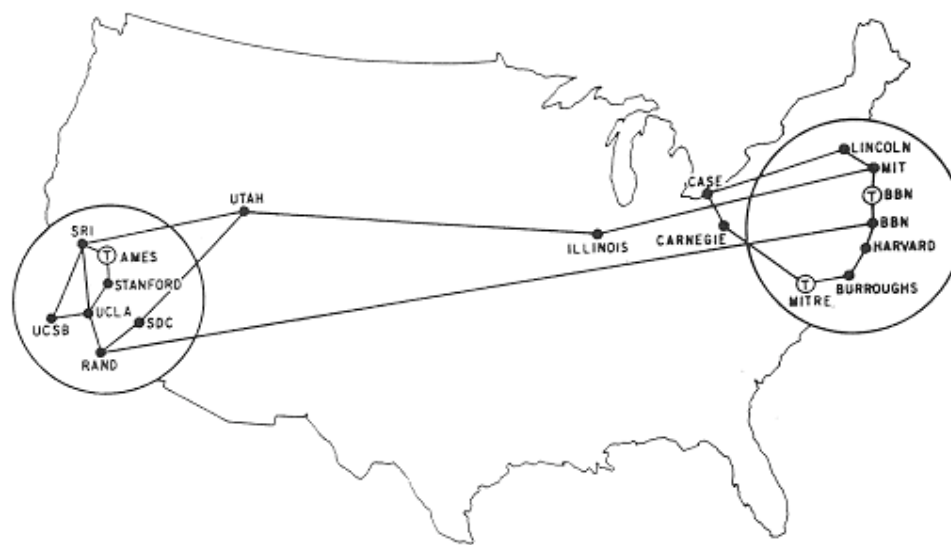 LINCOLN
MIT
CASE
T BBN
UTAH
BBN
SRI
ILLINOIS
CARNEGIE
HARVARD
T AMES
STANFORD
T
BURROUGHS
MITRE
UCLA
SDC
UCSB
RAND